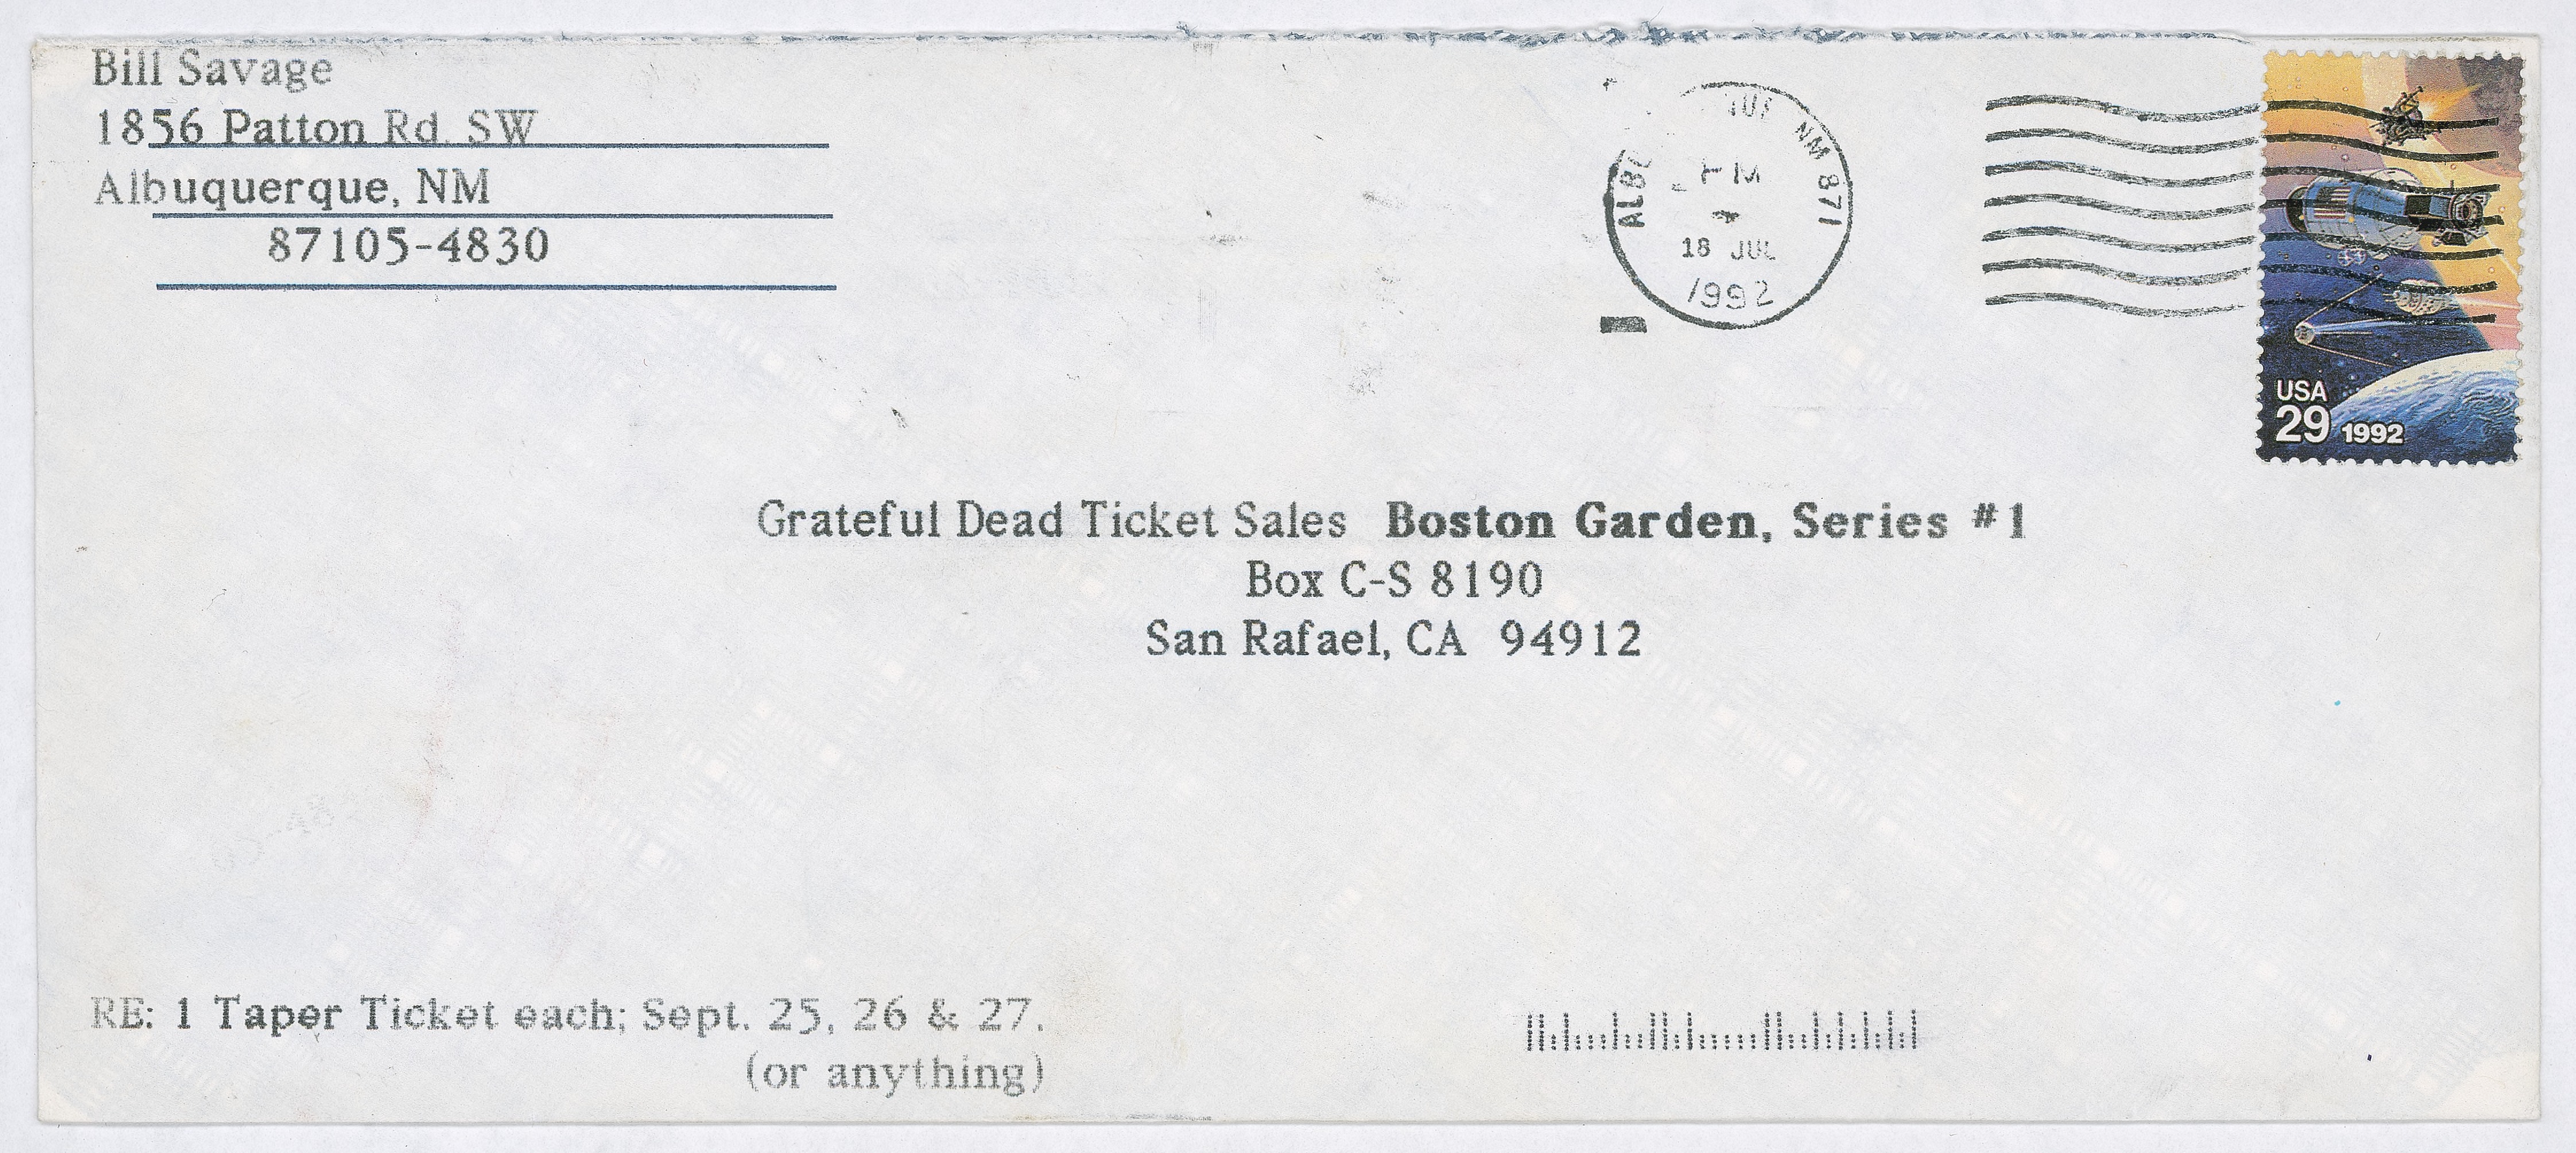 Bill Savage
1856 Patton Rd. SW
Albuquerque, NM
87105-4830
NM 871
PM
18 JUL
1992
USA
29 1992
Grateful Dead Ticket Sales Boston Garden, Series #1
Box C-S 8190
San Rafael, CA 94912
RE: 1 Taper Ticket each; Sept. 25, 26 & 27.
(or anything)